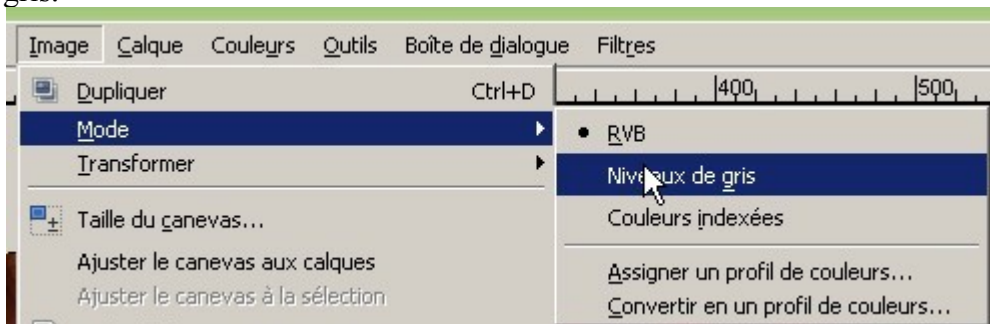 gris.
Image Calque Couleurs Outils Boîte de dialogue Filtres
Dupliquer Ctrl+D
400 500
Mode
RVB
Transformer
Niveaux de gris
Taille du canevas...
Couleurs indexées
Ajuster le canevas aux calques
Assigner un profil de couleurs...
Ajuster le canevas à la sélection
Convertir en un profil de couleurs...